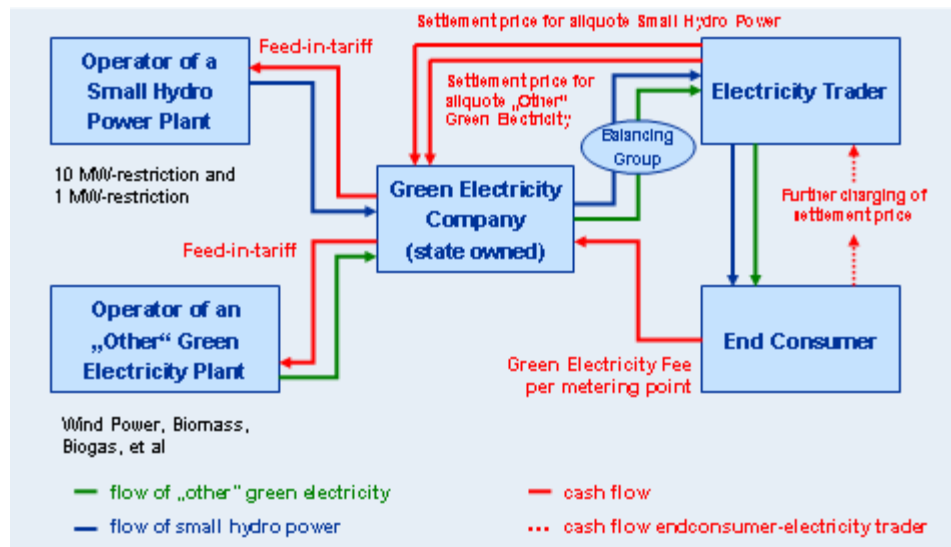 Settlement price for aliquote Small Hydro Power
Feed-in-tariff
Operator of a
Small Hydro
Power Plant
Settlement price for
aliquote „Other"
Green Electricity
Electricity Trader
Balancing
Group
10 MW-restriction and
1 MW-restriction
Green Electricity
Company
(state owned)
Further charging of
settlement price
Feed-in-tariff
Operator of an
„Other" Green
Electricity Plant
End Consumer
Green Electricity Fee
per metering point
Wind Power, Biomass,
Biogas, et al
flow of „other" green electricity
cash flow
flow of small hydro power
cash flow endconsumer-electricity trader